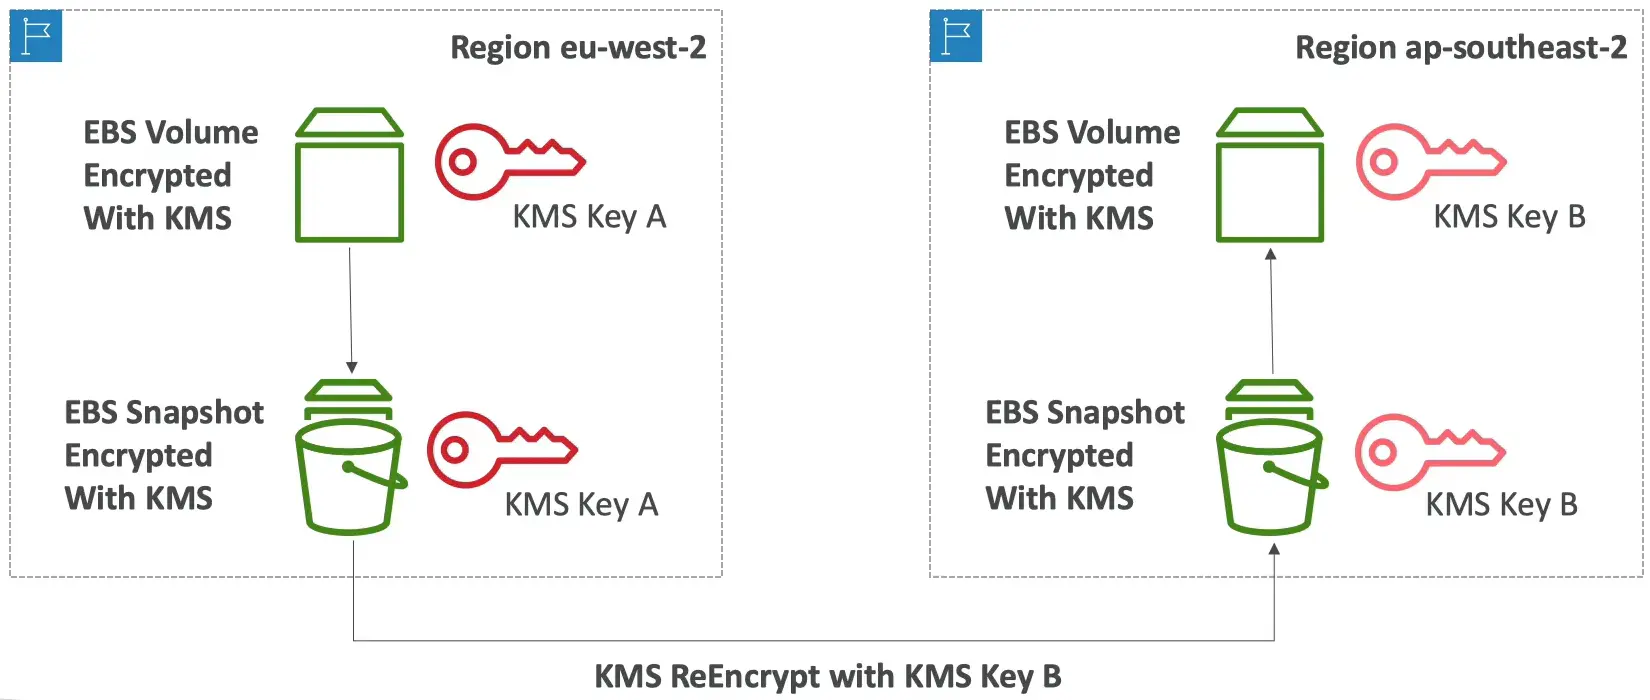 Region eu-west-2
EBS Volume
Encrypted
With KMS
KMS Key A
EBS Snapshot
Encrypted
With KMS
KMS Key A
Region ap-southeast-2
EBS Volume
Encrypted
With KMS
KMS Key B
EBS Snapshot
Encrypted
With KMS
KMS Key B
KMS ReEncrypt with KMS Key B